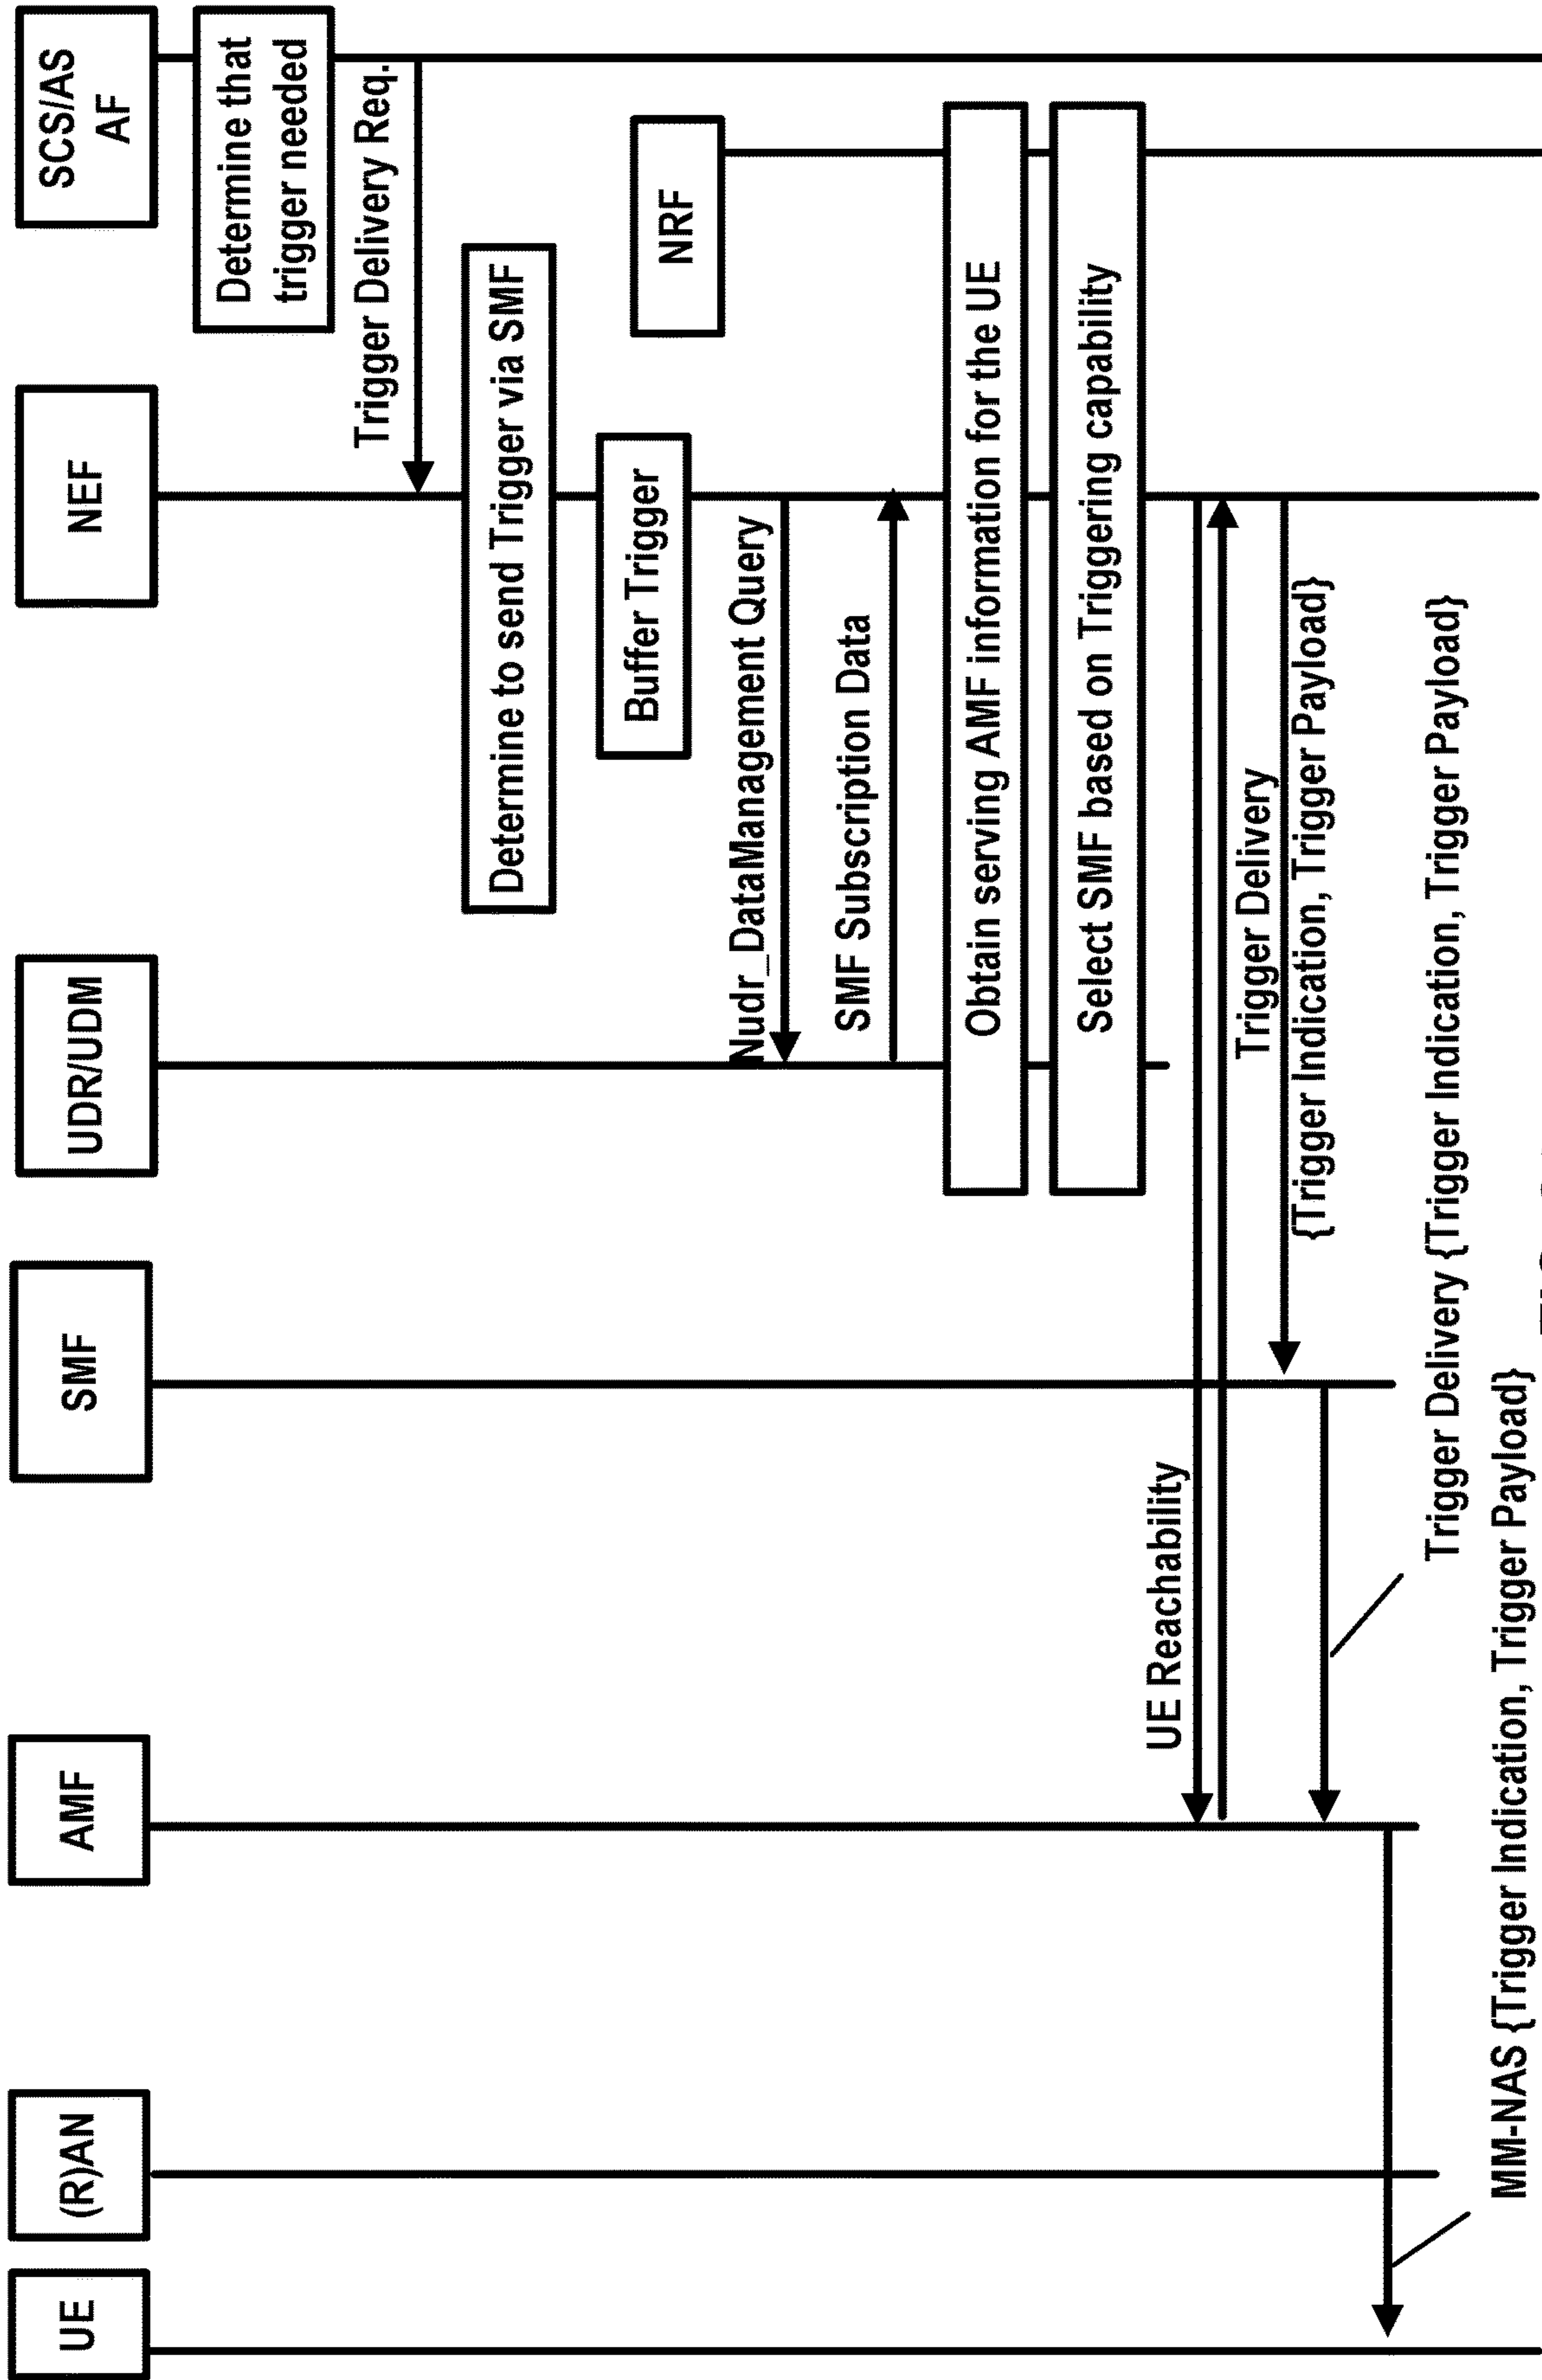 UE
(R)AN
AMF
SMF
UDR/UDM
NEF
SCS/AS
AF
Determine that
trigger needed
Trigger Delivery Req.
Determine to send Trigger via SMF
Buffer Trigger
NRF
Nudr_DataManagement Query
SMF Subscription Data
Obtain serving AMF information for the UE
Select SMF based on Triggering capability
UE Reachability
Trigger Delivery
{Trigger Indication, Trigger Payload}
Trigger Delivery {Trigger Indication, Trigger Payload}
MM-NAS {Trigger Indication, Trigger Payload}